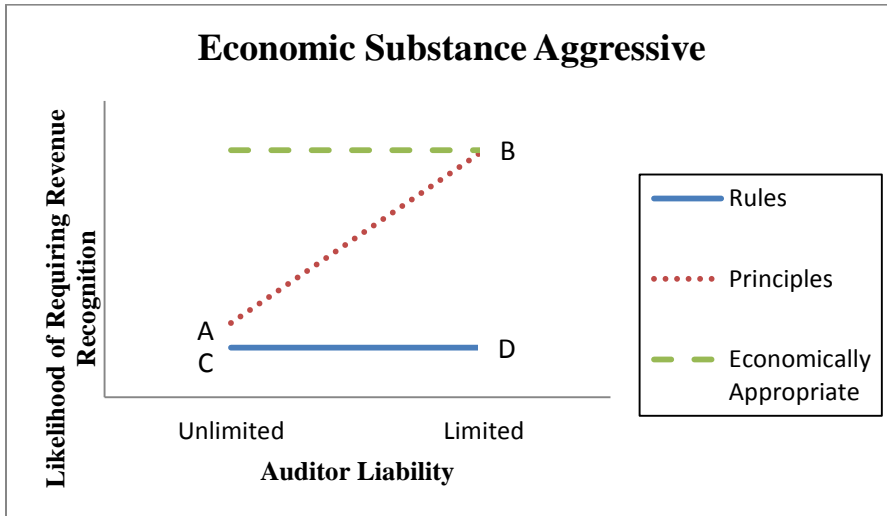 Economic Substance Aggressive
Likelihood of Requiring Revenue
Recognition
A
C
B
D
Unlimited
Limited
Auditor Liability
Rules
Principles
Economically
Appropriate